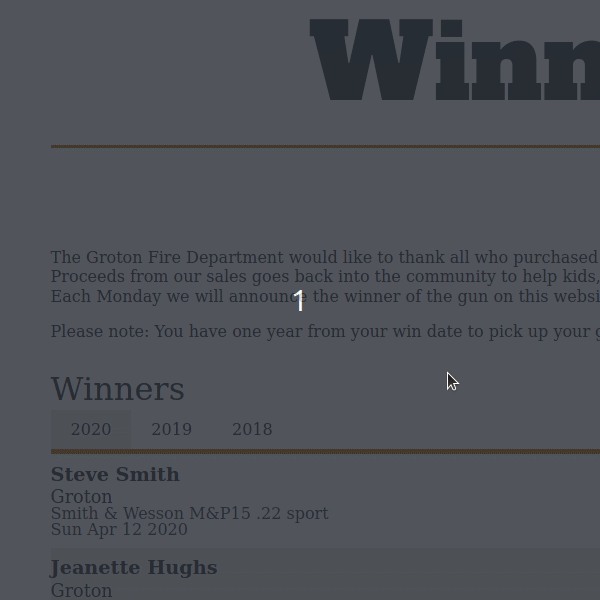 Winn
The Groton Fire Department would like to thank all who purchased
Proceeds from our sales goes back into the community to help kids,
Each Monday we will announce the winner of the gun on this websi
1
Please note: You have one year from your win date to pick up your g
Winners
2020 2019 2018
Steve Smith
Groton
Smith & Wesson M&P15 .22 sport
Sun Apr 12 2020
Jeanette Hughs
Groton